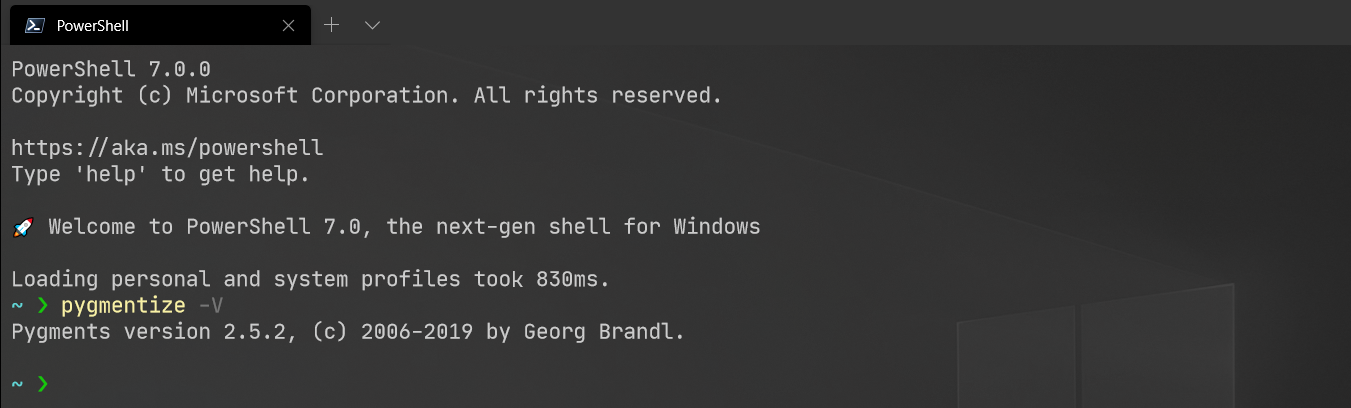 PowerShell
PowerShell 7.0.0
Copyright (c) Microsoft Corporation. All rights reserved.
https://aka.ms/powershell
Type 'help' to get help.
🚀 Welcome to PowerShell 7.0, the next-gen shell for Windows
Loading personal and system profiles took 830ms.
~ ❯ pygmentize -V
Pygments version 2.5.2, (c) 2006-2019 by Georg Brandl.
~ ❯